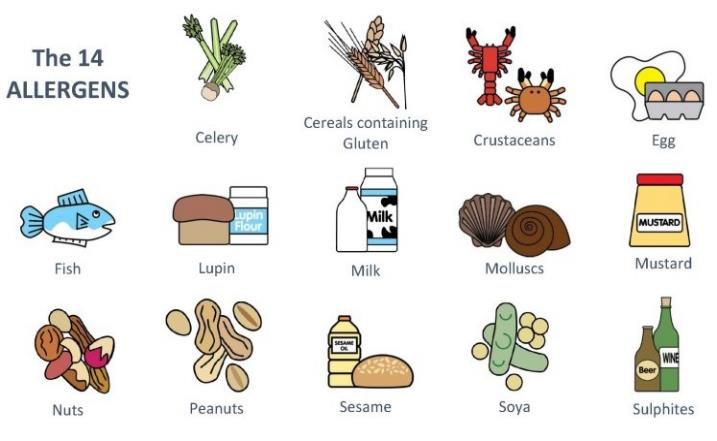 The 14
ALLERGENS
Celery
Cereals containing
Gluten
Crustaceans
Egg
Lupin
Flour
Milk
MUSTARD
Fish
Lupin
Milk
Molluscs
Mustard
SESAME
OIL
Beer
WINE
Nuts
Peanuts
Sesame
Soya
Sulphites